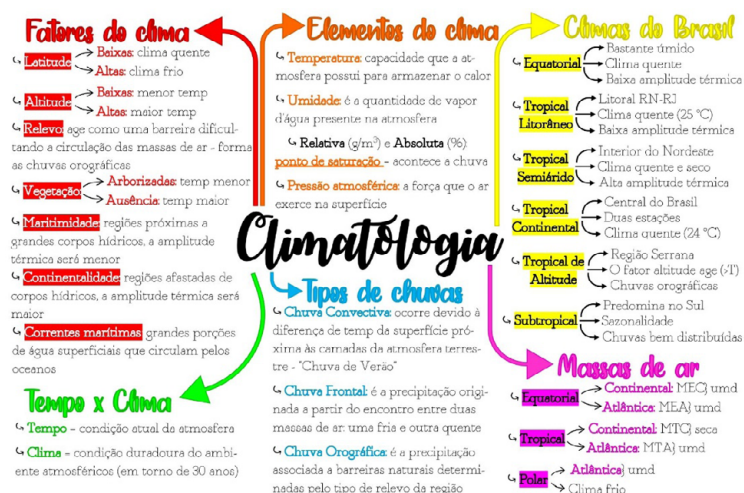 Fatores do clima
Latitude
Baixas: clima quente
Altas: clima frio
Altitude
Baixas: menor temp
Altas: maior temp
Relevo: age como uma barreira dificul-
tando a circulação das massas de ar - forma
as chuvas orográficas
Vegetação:
Arborizadas: temp menor
Ausência: temp maior
Maritimidade: regiões próximas a
grandes corpos hídricos, a amplitude
térmica será menor
Continentalidade: regiões afastadas de
corpos hídricos, a amplitude térmica será
maior
Correntes marítimas: grandes porções
de água superficiais que circulam pelos
oceanos
Tempo x Clima
Tempo - condição atual da atmosfera
Clima - condição duradoura do ambi-
ente atmosféricos (em torno de 30 anos)
Elementos do clima
Temperatura: capacidade que a at-
mosfera possui para armazenar o calor
Umidade: é a quantidade de vapor
d'água presente na atmosfera
Relativa (g/m³) e Absoluta (%)
ponto de saturação - acontece a chuva
Pressão atmosférica: a força que o ar
exerce na superfície
Climatologia
Tipos de chuvas
Chuva Convectiva: ocorre devido à
diferença de temp da superfície pró-
xima às camadas da atmosfera terres-
tre - "Chuva de Verão"
Chuva Frontal: é a precipitação origi-
nada a partir do encontro entre duas
massas de ar: uma fria e outra quente
Chuva Orográfica: é a precipitação
associada a barreiras naturais determi-
nadas pelo tipo de relevo da região
Climas do Brasil
Equatorial
Bastante úmido
Clima quente
Baixa amplitude térmica
Tropical
Litorâneo
Litoral RN-RJ
Clima quente (25 °C)
Baixa amplitude térmica
Tropical
Semiárido
Interior do Nordeste
Clima quente e seco
Alta amplitude térmica
Tropical
Continental
Central do Brasil
Duas estações
Clima quente (24 °C)
Tropical de
Altitude
Região Serrana
O fator altitude age (>T)
Chuvas orográficas
Subtropical
Predomina no Sul
Sazonalidade
Chuvas bem distribuídas
Massas de ar
Equatorial
Continental: MEC} umd
Atlântica: MEA} umd
Tropical
Continental: MTC} seca
Atlântica: MTA} umd
Polar
Atlântica} umd
Clima frio